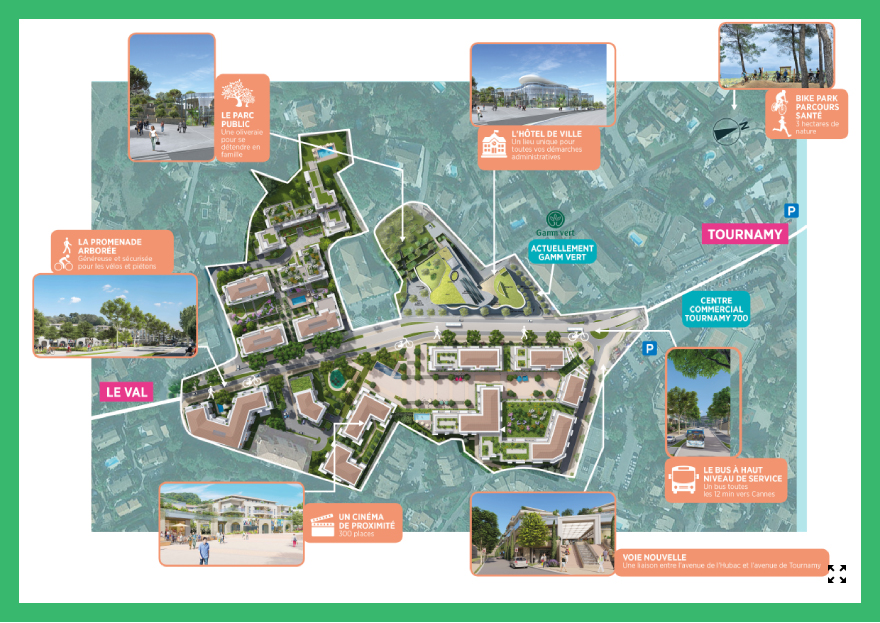 LE PARC
PUBLIC
Une oliveraie
pour se
détendre en
famille
L'HÔTEL DE VILLE
Un lieu unique pour
toutes vos démarches
administratives
BIKE PARK
PARCOURS
SANTÉ
3 hectares de
nature
N
P
TOURNAMY
Gamm vert
ACTUELLEMENT
GAMM VERT
LA PROMENADE
ARBORÉE
Généreuse et sécurisée
pour les vélos et piétons
CENTRE
COMMERCIAL
TOURNAMY 700
P
LE VAL
LE BUS À HAUT
NIVEAU DE SERVICE
Un bus toutes
les 12 min vers Cannes
UN CINÉMA
DE PROXIMITÉ
300 places
VOIE NOUVELLE
Une liaison entre l'avenue de l'Hubac et l'avenue de Tournamy